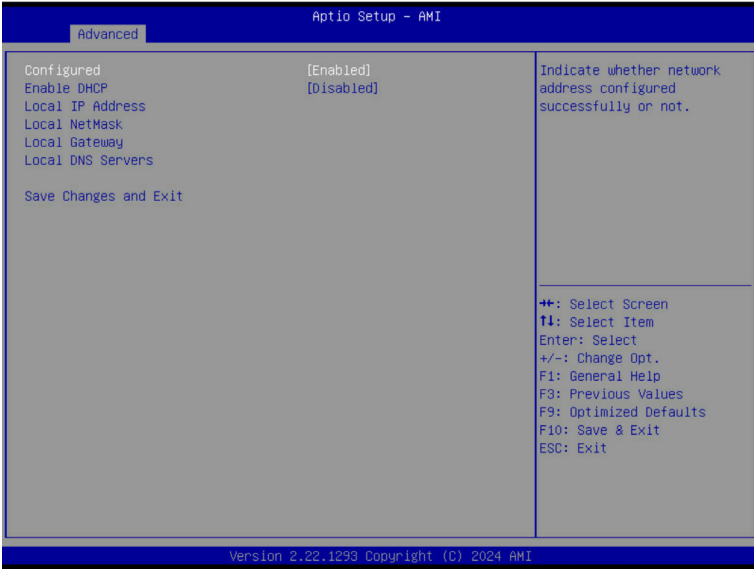 Aptio Setup – AMI
Advanced
Configured [Enabled]
Enable DHCP [Disabled]
Local IP Address
Local NetMask
Local Gateway
Local DNS Servers
Save Changes and Exit
Indicate whether network
address configured
successfully or not.
→←: Select Screen
↑↓: Select Item
Enter: Select
+/-: Change Opt.
F1: General Help
F3: Previous Values
F9: Optimized Defaults
F10: Save & Exit
ESC: Exit
Version 2.22.1293 Copyright (C) 2024 AMI